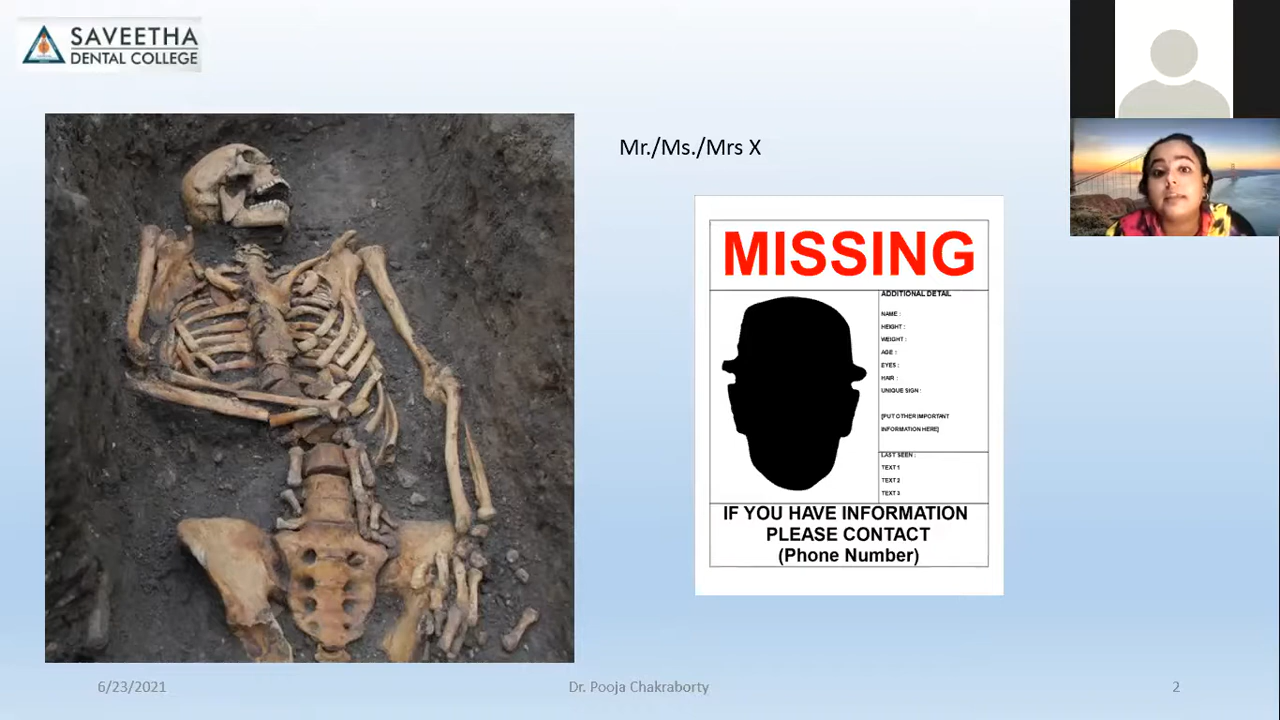 SAVEETHA
DENTAL COLLEGE
Mr./Ms./Mrs X
MISSING
ADDITIONAL DETAIL
NAME :
HEIGHT :
WEIGHT :
AGE :
EYES :
HAIR :
UNIQUE SIGN :
[PUT OTHER IMPORTANT
INFORMATION HERE]
LAST SEEN :
TEXT 1
TEXT 2
TEXT 3
IF YOU HAVE INFORMATION
PLEASE CONTACT
(Phone Number)
6/23/2021
Dr. Pooja Chakraborty
2